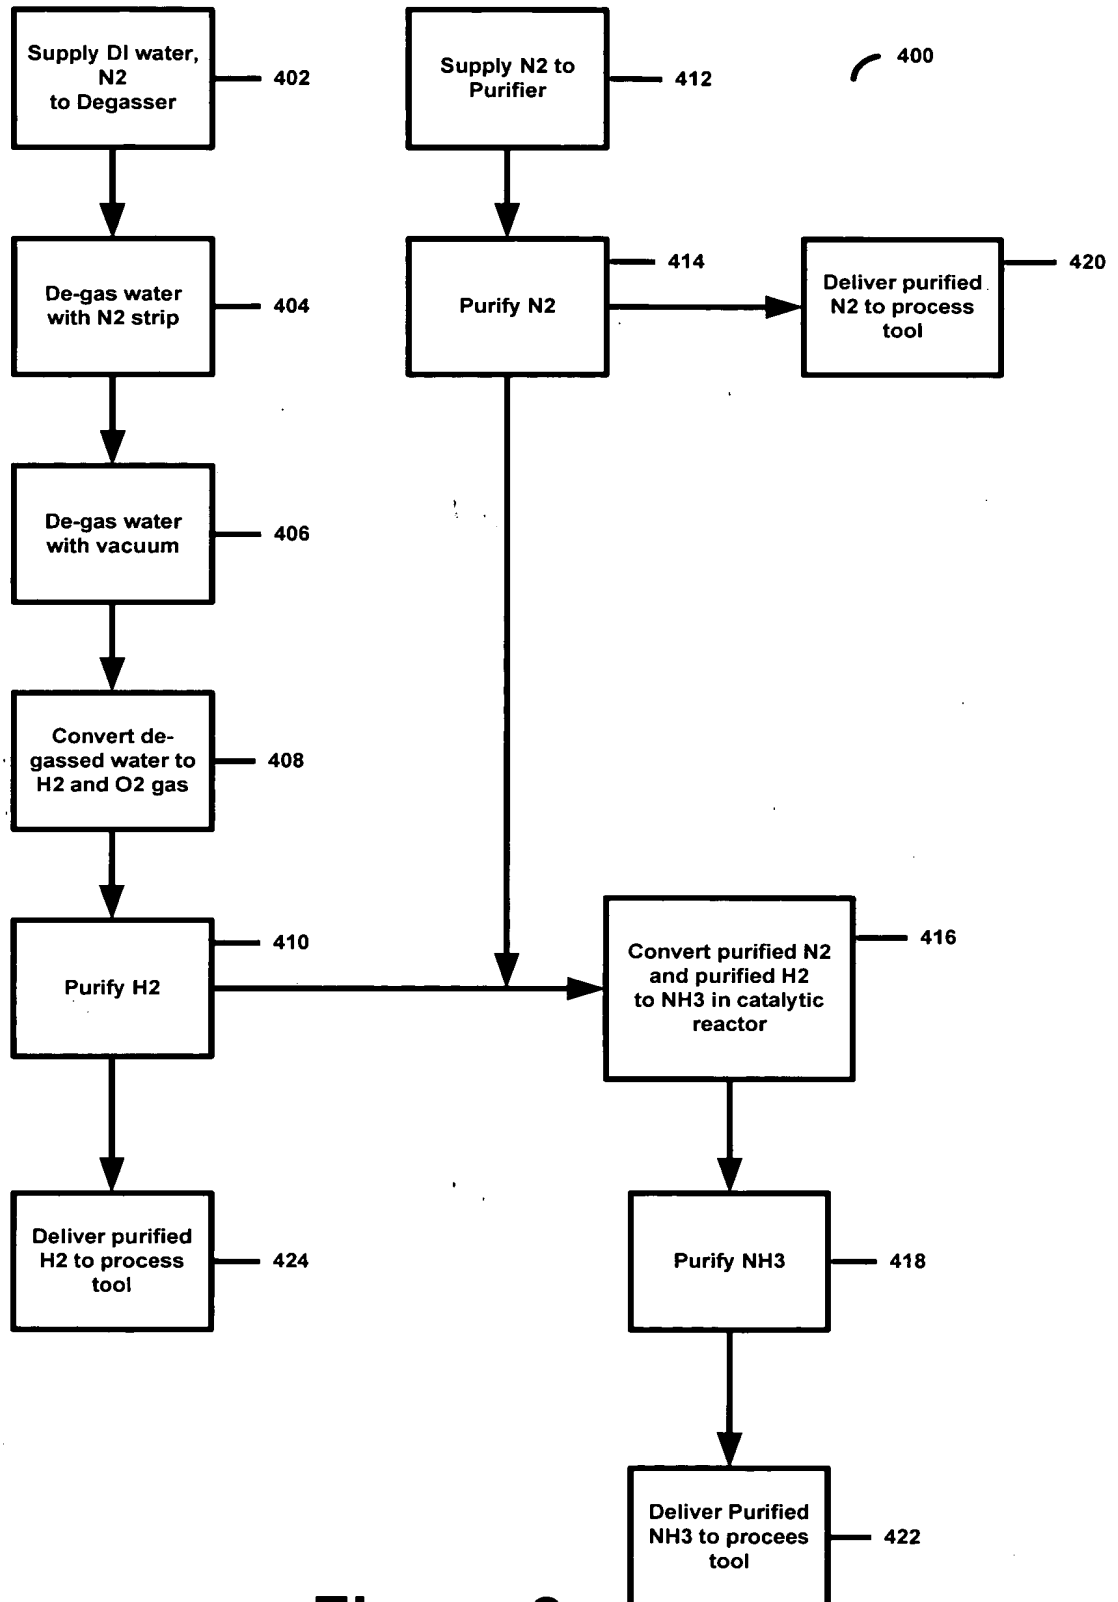 Supply DI water,
N2
to Degasser
402
Supply N2 to
Purifier
412
400
De-gas water
with N2 strip
404
Purify N2
414
Deliver purified
N2 to process
tool
420
De-gas water
with vacuum
406
Convert de-
gassed water to
H2 and O2 gas
408
Purify H2
410
Convert purified N2
and purified H2
to NH3 in catalytic
reactor
416
Deliver purified
H2 to process
tool
424
Purify NH3
418
Deliver Purified
NH3 to procees
tool
422